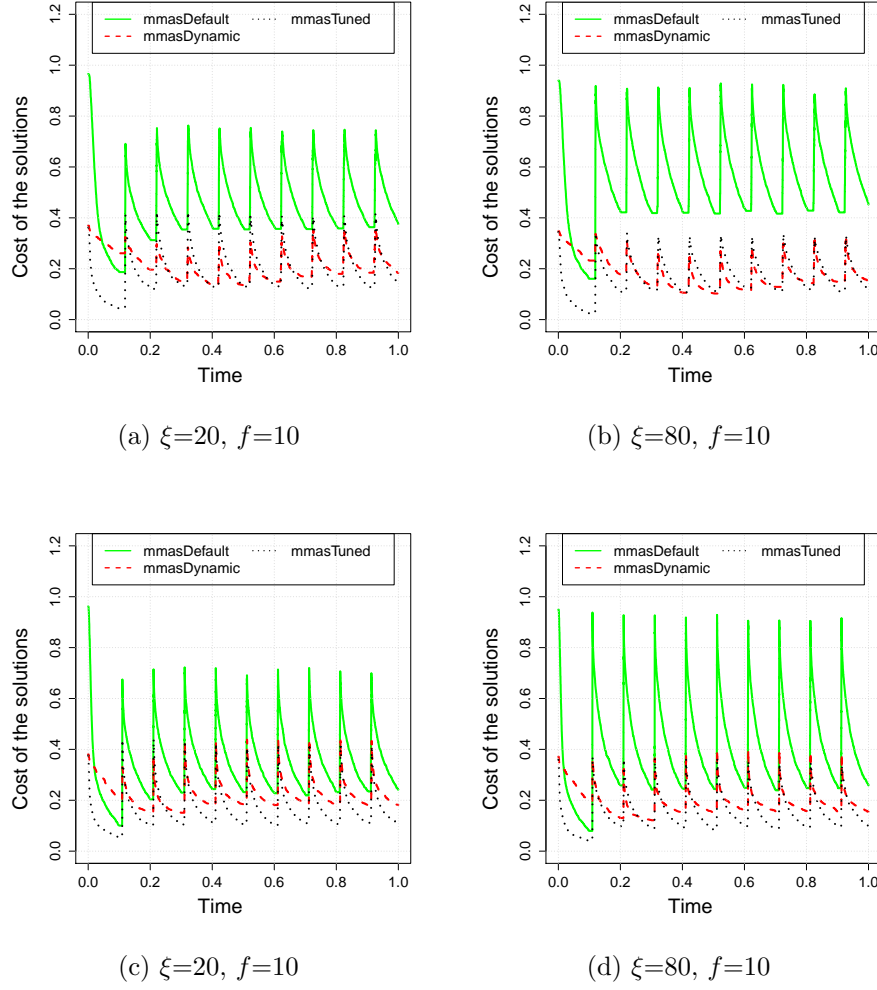 mmasDefault
mmasDynamic
mmasTuned
Cost of the solutions
0.0 0.2 0.4 0.6 0.8 1.0 1.2
0.0 0.2 0.4 0.6 0.8 1.0
Time
(a) ξ=20, f=10
mmasDefault
mmasDynamic
mmasTuned
Cost of the solutions
0.0 0.2 0.4 0.6 0.8 1.0 1.2
0.0 0.2 0.4 0.6 0.8 1.0
Time
(b) ξ=80, f=10
mmasDefault
mmasDynamic
mmasTuned
Cost of the solutions
0.0 0.2 0.4 0.6 0.8 1.0 1.2
0.0 0.2 0.4 0.6 0.8 1.0
Time
(c) ξ=20, f=10
mmasDefault
mmasDynamic
mmasTuned
Cost of the solutions
0.0 0.2 0.4 0.6 0.8 1.0 1.2
0.0 0.2 0.4 0.6 0.8 1.0
Time
(d) ξ=80, f=10